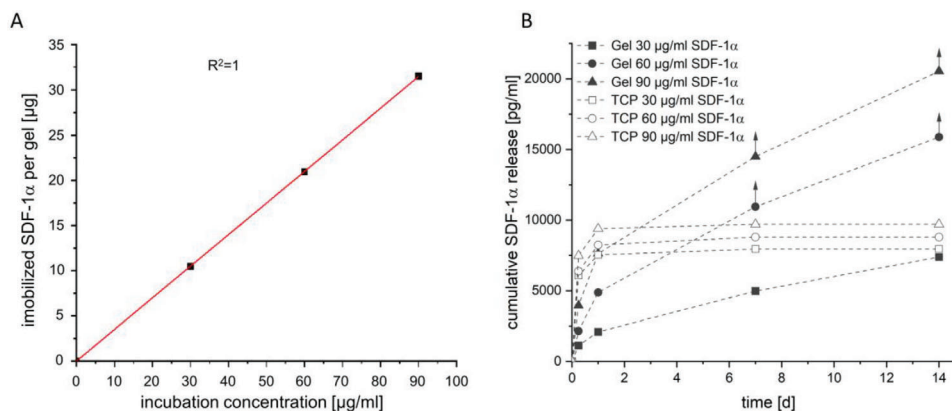 A
R²=1
imobilized SDF-1α per gel [µg]
35
30
25
20
15
10
5
0
0 10 20 30 40 50 60 70 80 90 100
incubation concentration [µg/ml]
B
Gel 30 µg/ml SDF-1α
Gel 60 µg/ml SDF-1α
Gel 90 µg/ml SDF-1α
TCP 30 µg/ml SDF-1α
TCP 60 µg/ml SDF-1α
TCP 90 µg/ml SDF-1α
cumulative SDF-1α release [pg/ml]
20000
15000
10000
5000
0
0 2 4 6 8 10 12 14
time [d]